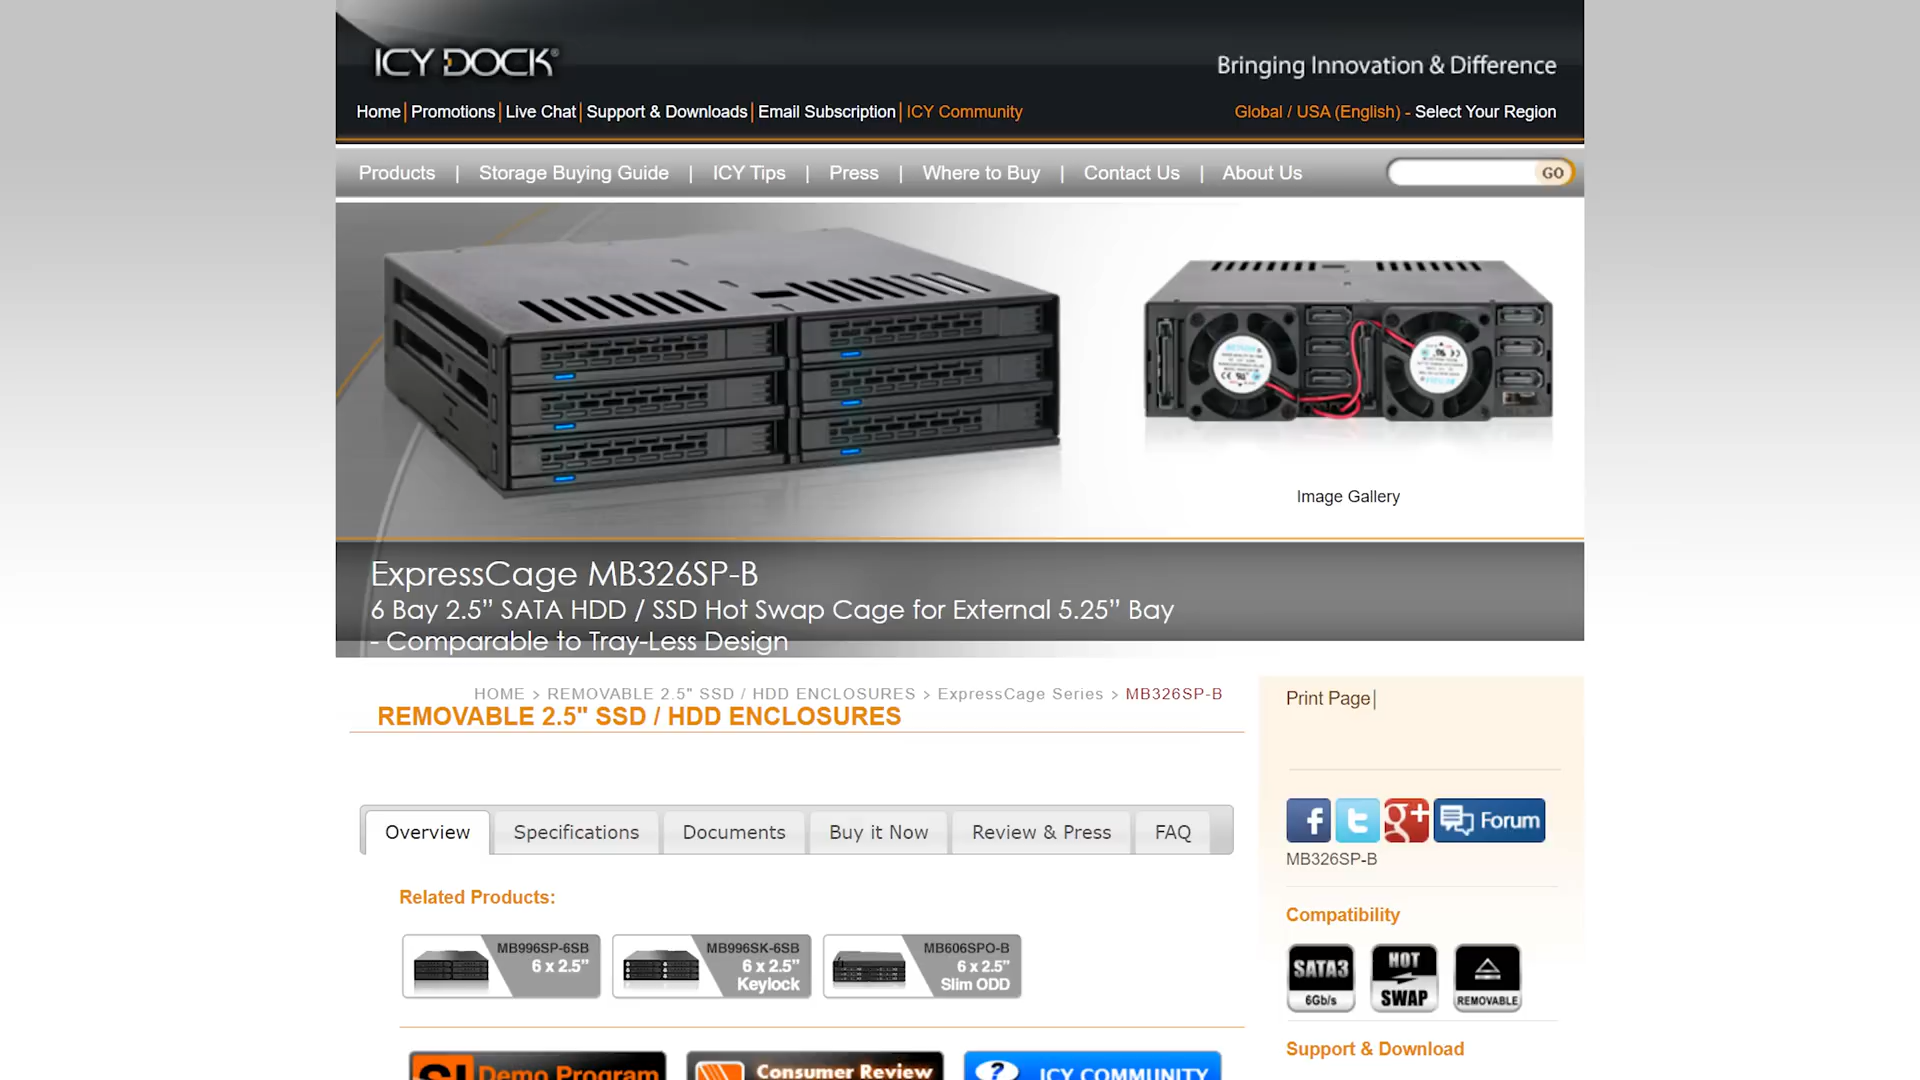 ICY DOCK®
Bringing Innovation & Difference
Home | Promotions | Live Chat | Support & Downloads | Email Subscription | ICY Community
Global / USA (English) - Select Your Region
Products | Storage Buying Guide | ICY Tips | Press | Where to Buy | Contact Us | About Us
GO
Image Gallery
ExpressCage MB326SP-B
6 Bay 2.5” SATA HDD / SSD Hot Swap Cage for External 5.25” Bay
- Comparable to Tray-Less Design
HOME > REMOVABLE 2.5" SSD / HDD ENCLOSURES > ExpressCage Series > MB326SP-B
REMOVABLE 2.5" SSD / HDD ENCLOSURES
Print Page|
Overview
Specifications
Documents
Buy it Now
Review & Press
FAQ
f
t
g+
Forum
MB326SP-B
Related Products:
MB996SP-6SB
6 x 2.5”
MB996SK-6SB
6 x 2.5”
Keylock
MB606SPO-B
6 x 2.5”
Slim ODD
Compatibility
SATA3
6Gb/s
HOT
SWAP
REMOVABLE
Support & Download
SI Demo Program
Consumer Review
? ICY COMMUNITY